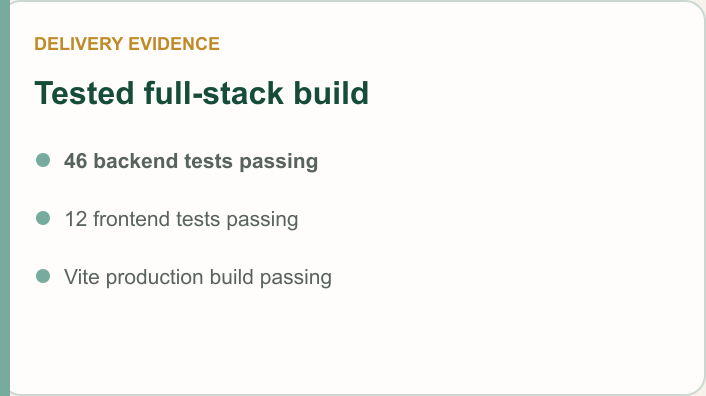 DELIVERY EVIDENCE
Tested full-stack build
46 backend tests passing
12 frontend tests passing
Vite production build passing